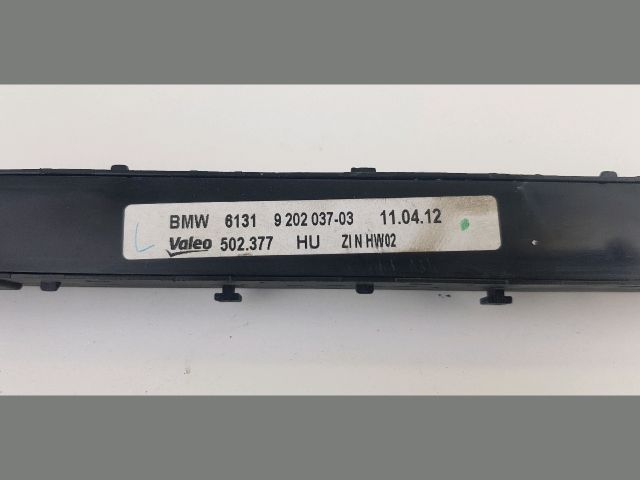 BMW 6131 9 202 037-03 11.04.12
Valeo 502.377 HU ZI N HW02